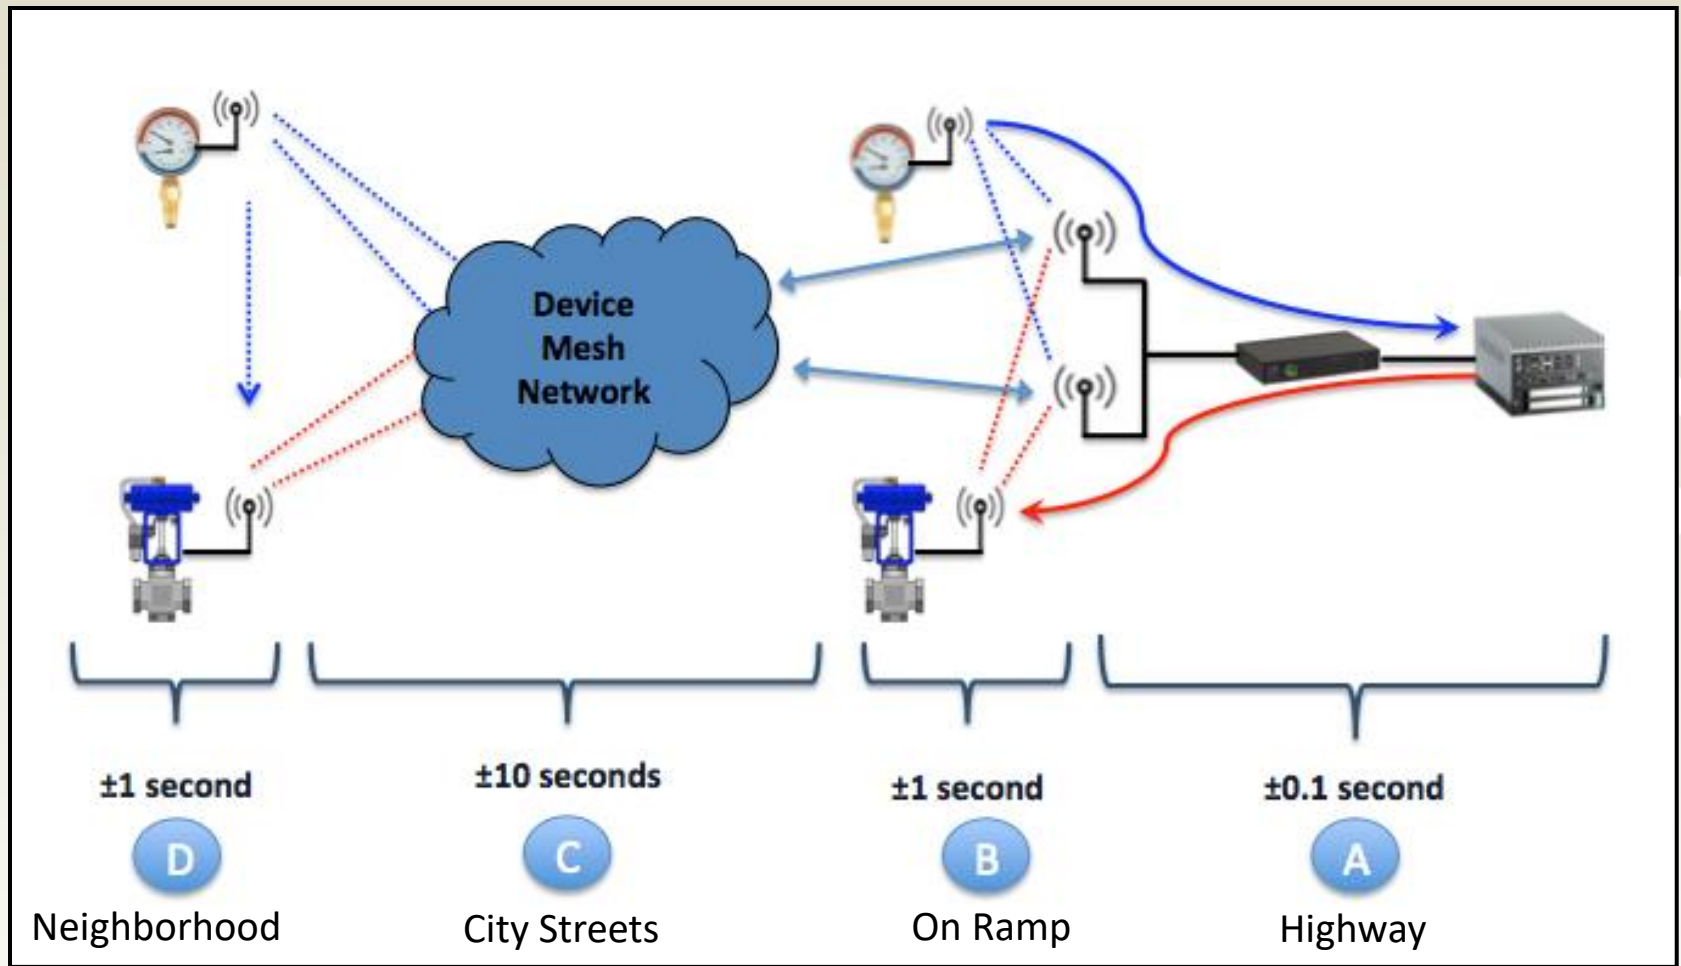 Device
Mesh
Network
±1 second
±10 seconds
±1 second
±0.1 second
D
C
B
A
Neighborhood
City Streets
On Ramp
Highway